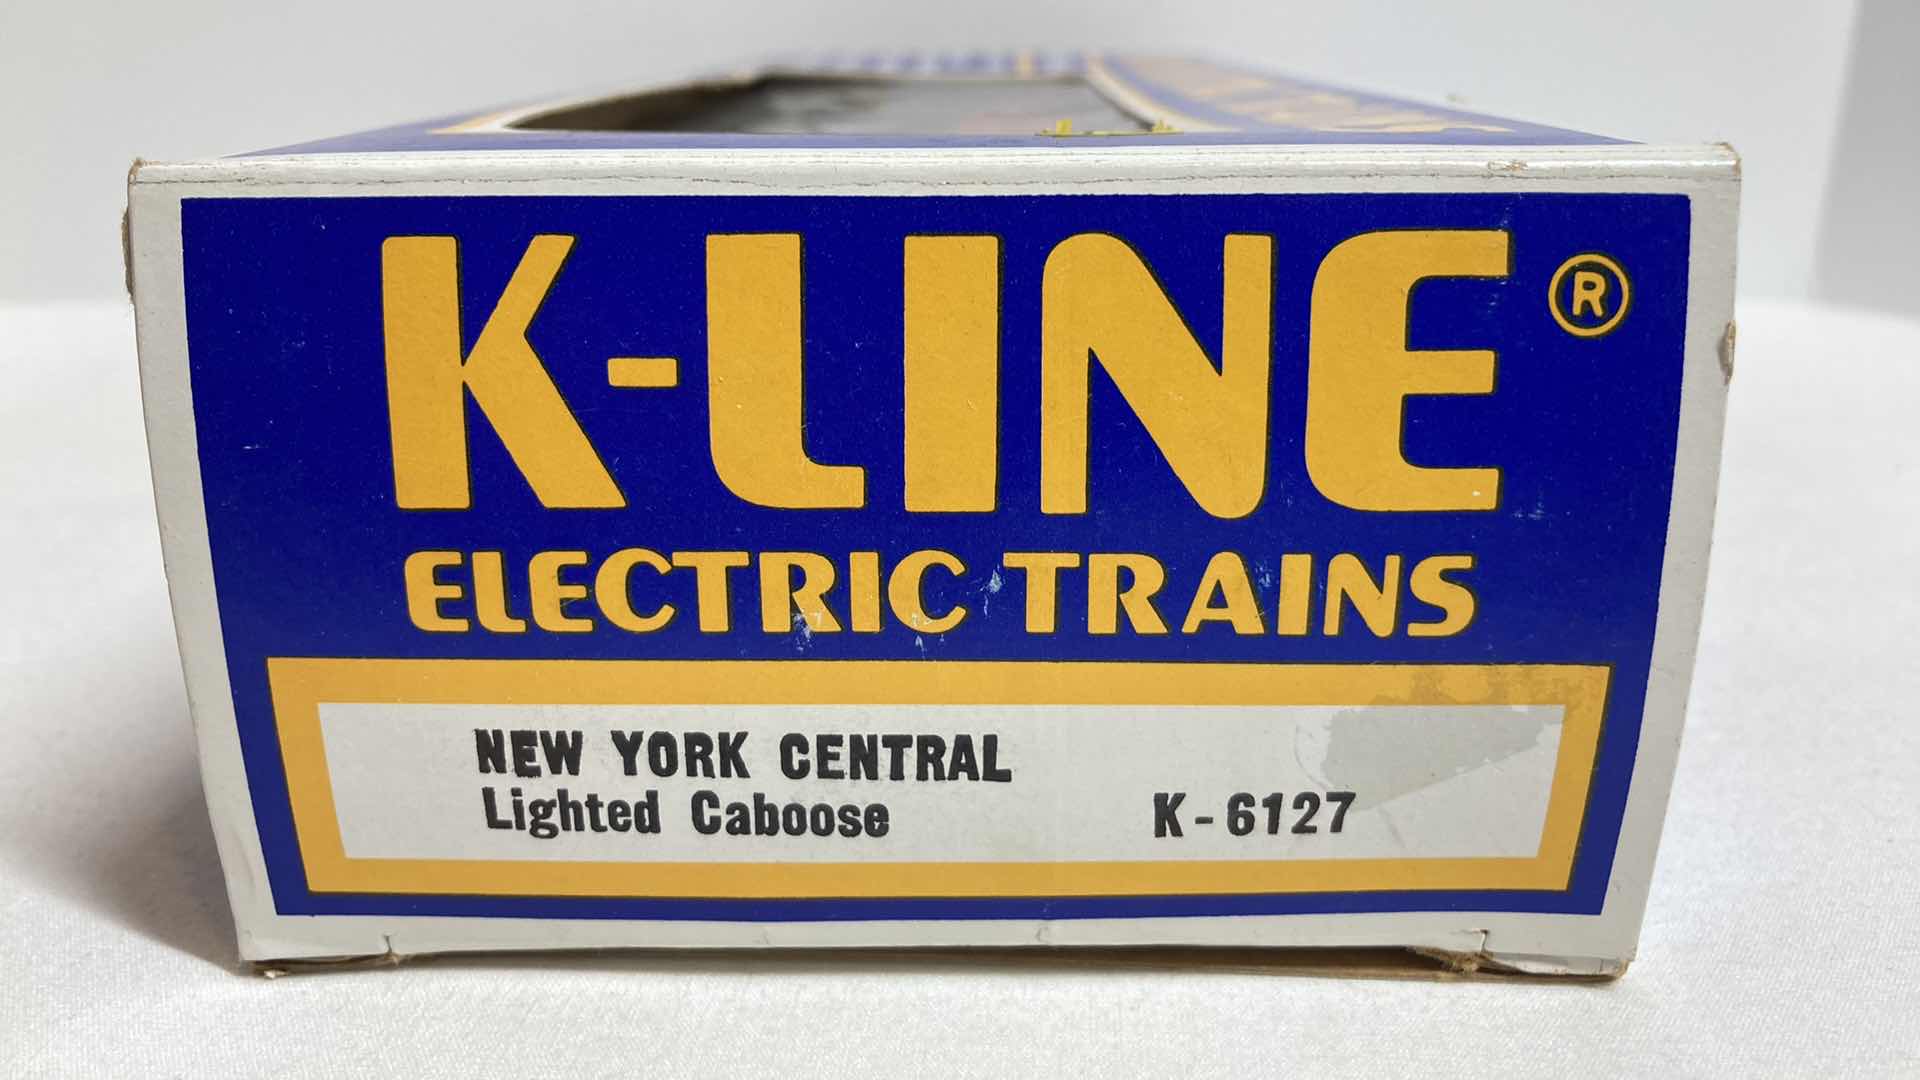 K-LINE®
ELECTRIC TRAINS
NEW YORK CENTRAL
Lighted Caboose K-6127